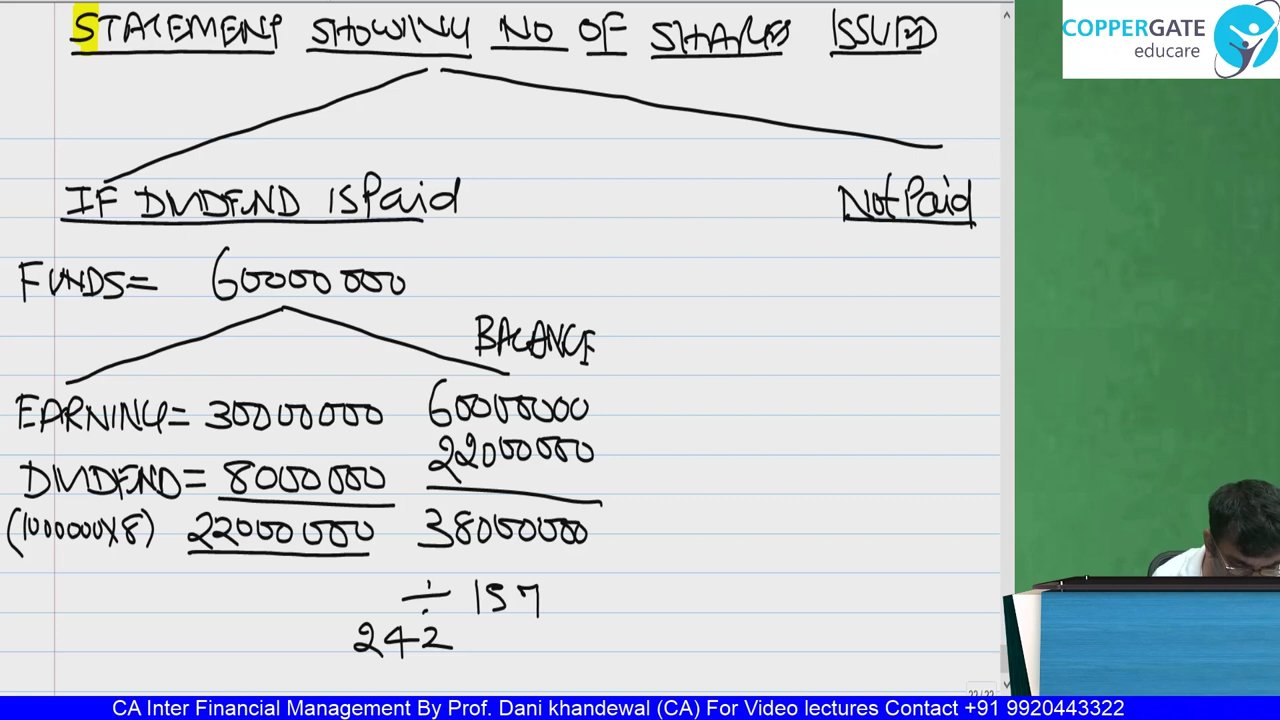 STATEMENT SHOWING NO OF SHARES ISSUED
COPPERGATE
educare
IF DIVIDEND IS Paid
Not Paid
FUNDS = 60000000
BALANCE
EARNING = 30000000
60000000
22000000
DIVIDEND = 8000000
(1000000x8) 22000000
38000000
÷ 157
242
CA Inter Financial Management By Prof. Dani khandewal (CA) For Video lectures Contact +91 9920443322